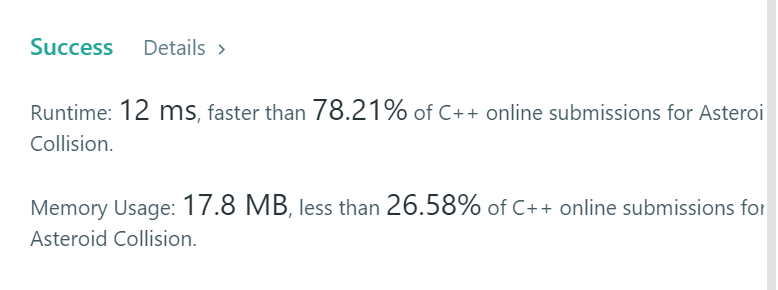 Success Details >
Runtime: 12 ms, faster than 78.21% of C++ online submissions for Asteroi
Collision.
Memory Usage: 17.8 MB, less than 26.58% of C++ online submissions for
Asteroid Collision.